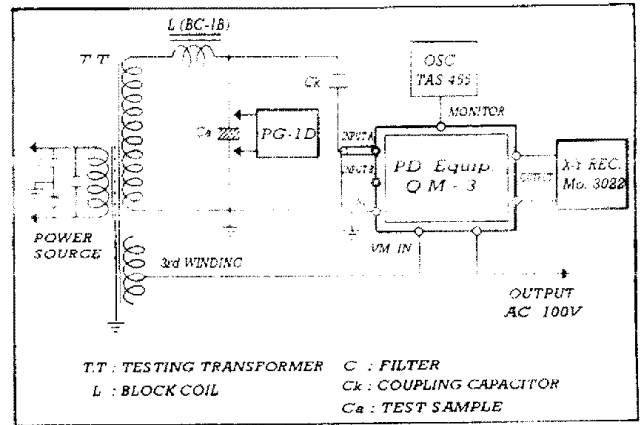 L (BC-1B)
T T
OSC
TAS 455
Ck
MONITOR
Ca
PG-1D
INPUT A
INPUT B
PD Equip.
QM-3
X-Y REC.
Mo. 3022
OUTPUT
POWER
SOURCE
VM IN
3rd WINDING
OUTPUT
AC 100V
T.T : TESTING TRANSFORMER
C : FILTER
L : BLOCK COIL
Ck : COUPLING CAPACITOR
Ca : TEST SAMPLE